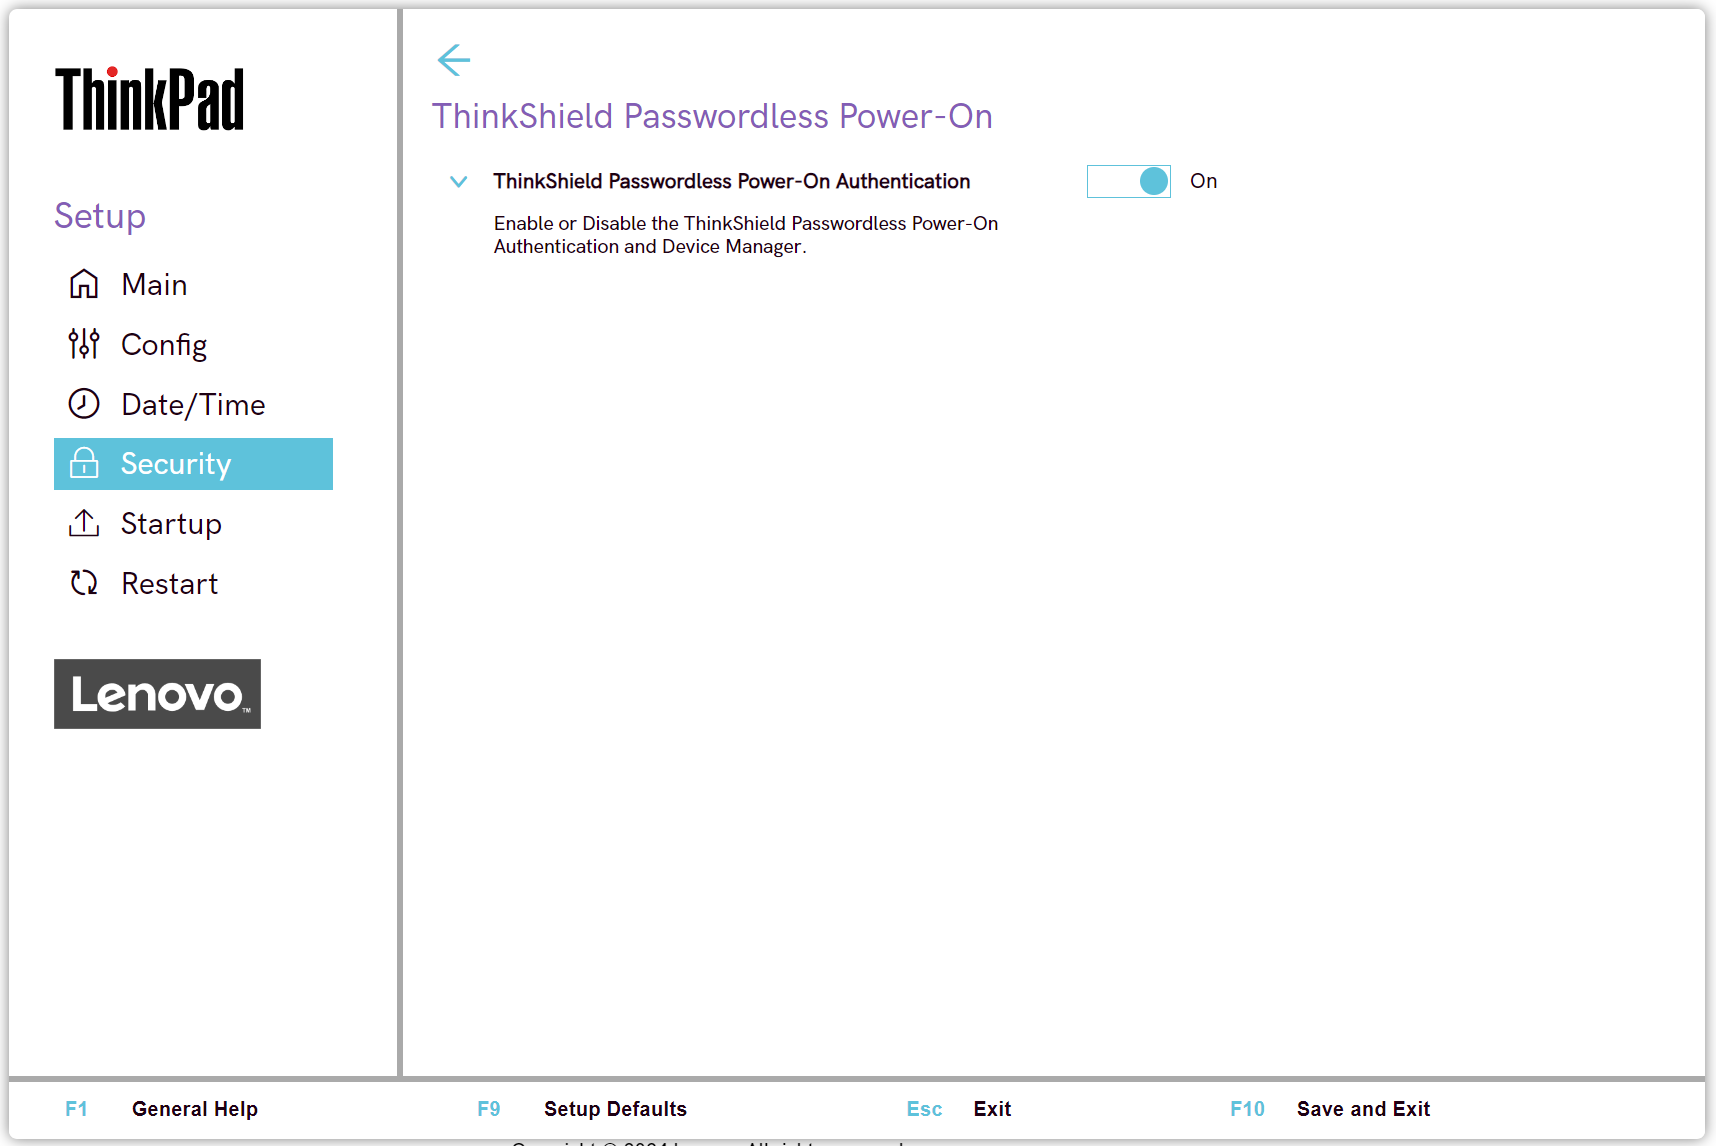 ThinkPad
Setup
Main
Config
Date/Time
Security
Startup
Restart
Lenovo™
ThinkShield Passwordless Power-On
ThinkShield Passwordless Power-On Authentication
On
Enable or Disable the ThinkShield Passwordless Power-On
Authentication and Device Manager.
F1 General Help F9 Setup Defaults Esc Exit F10 Save and Exit